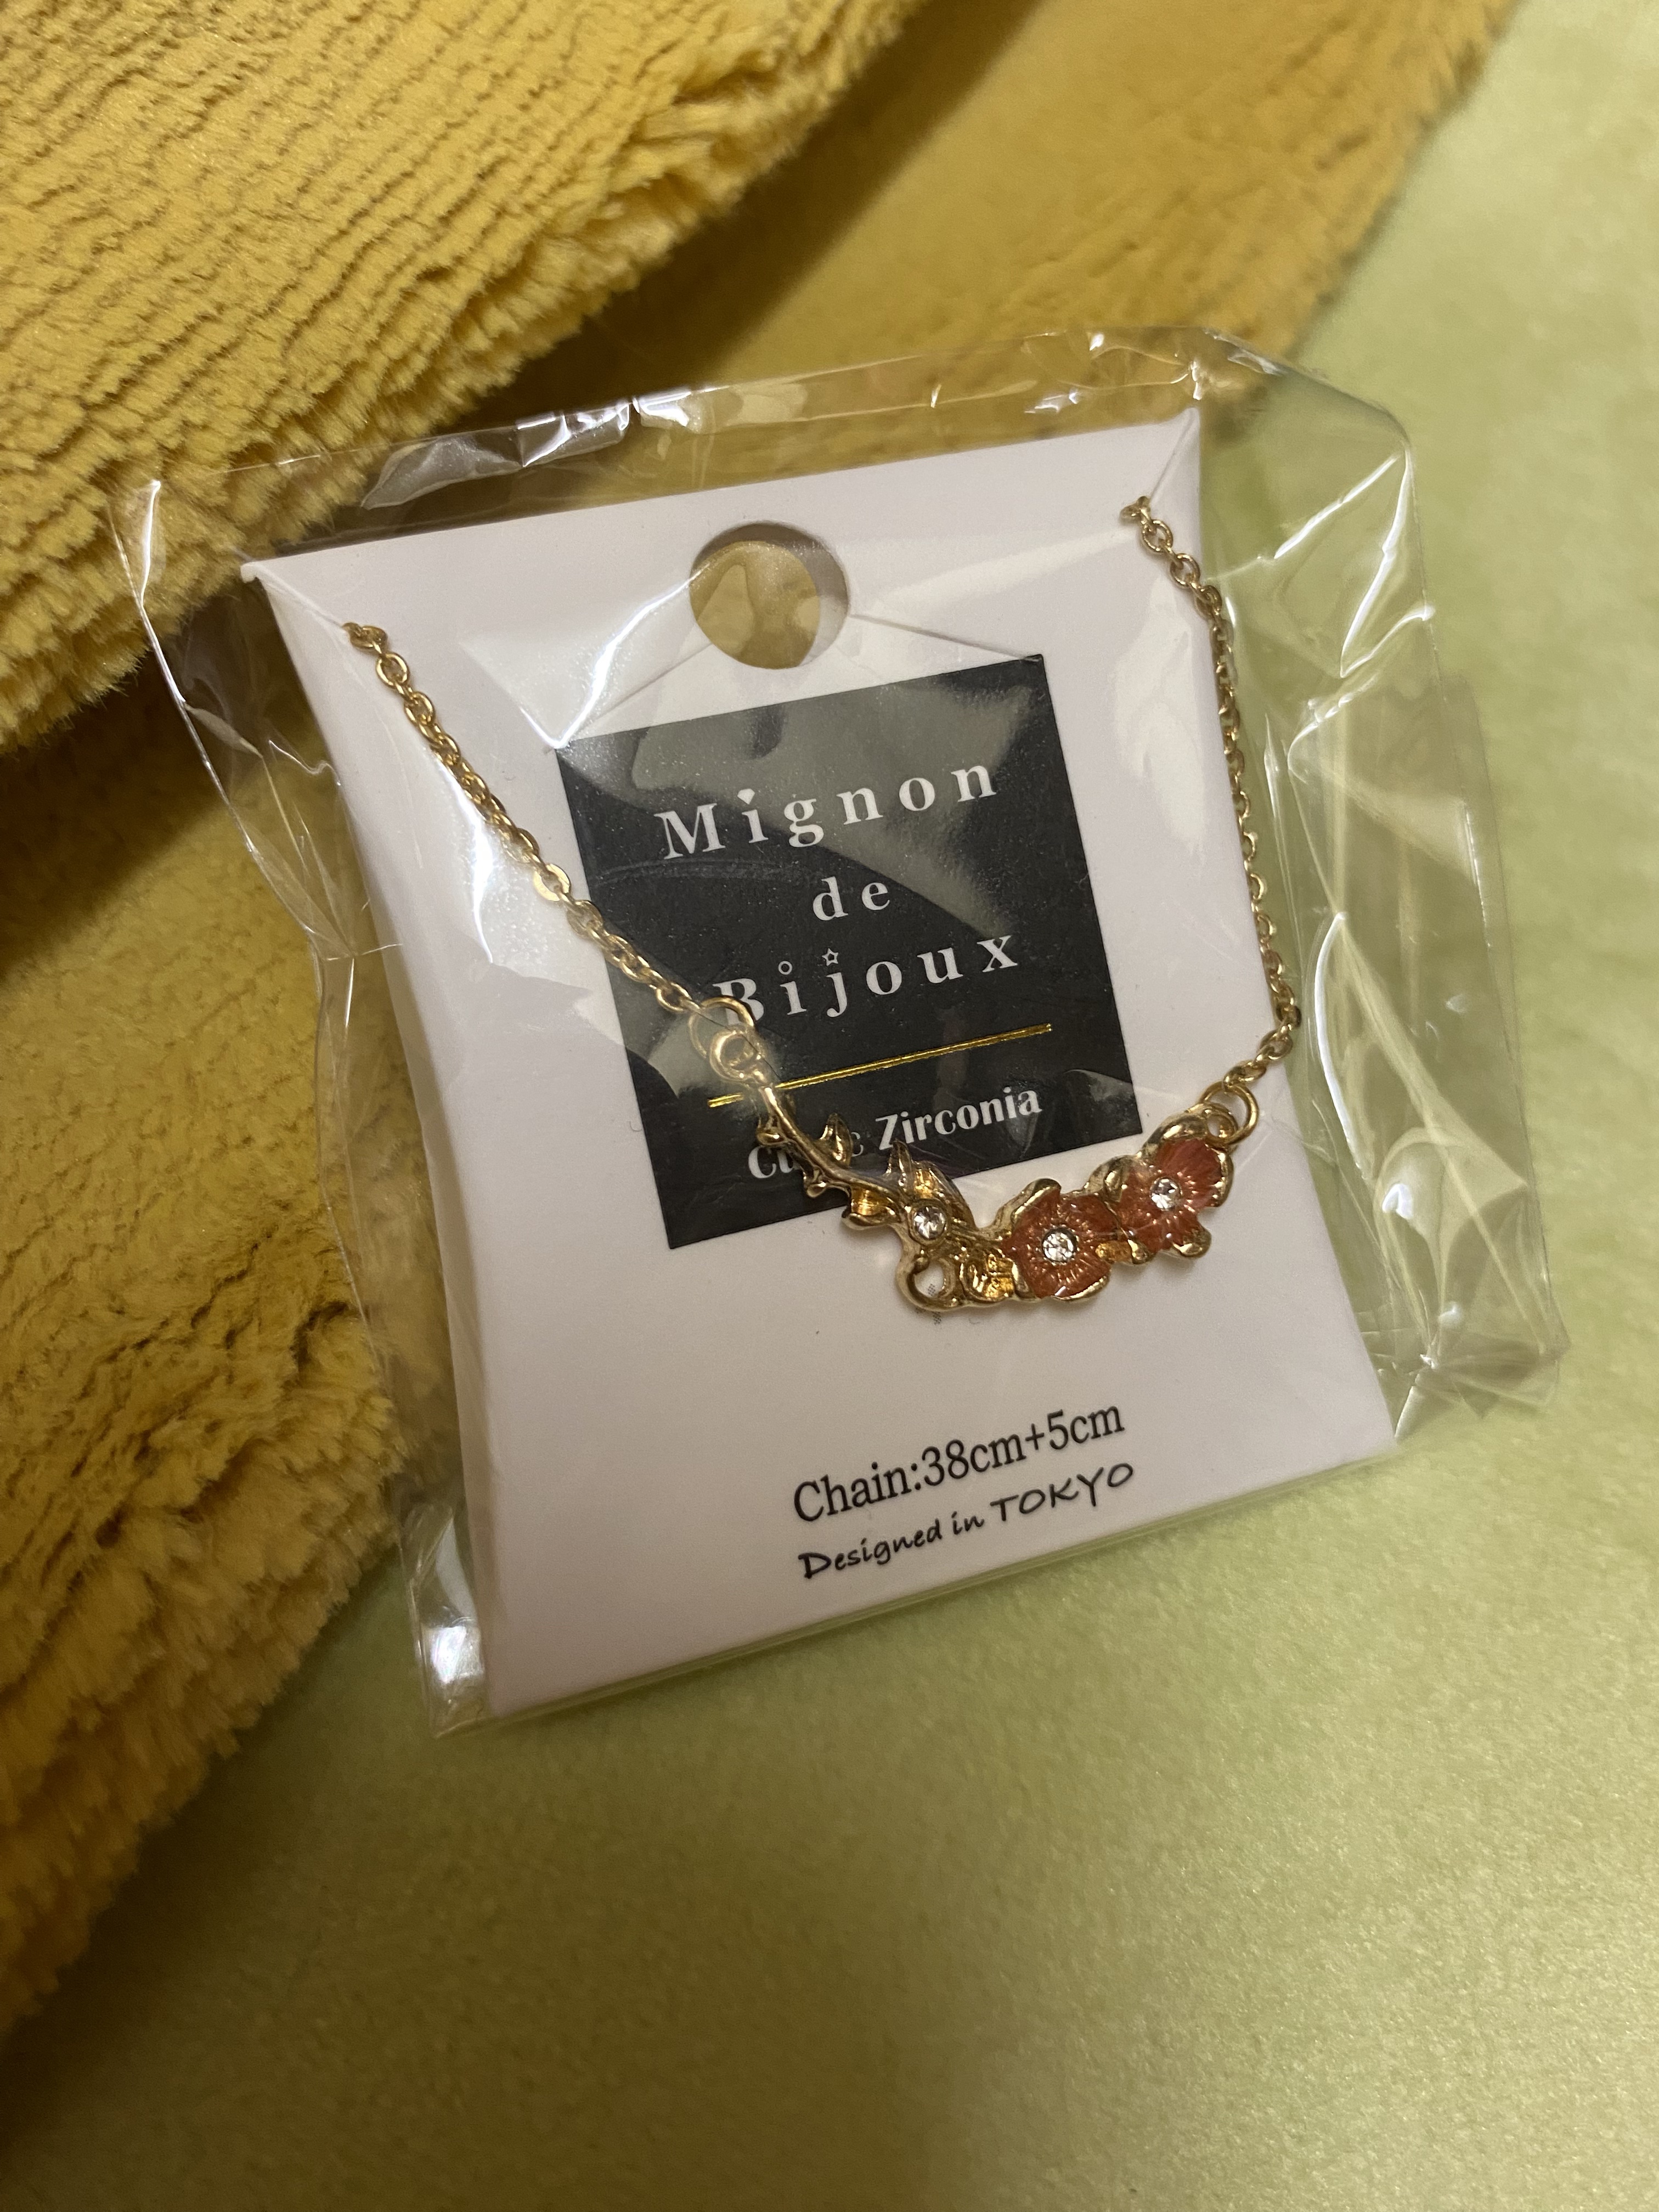 Mignon
de
Bijoux
Zirconia
Chain:38cm+5cm
Designed in TOKYO